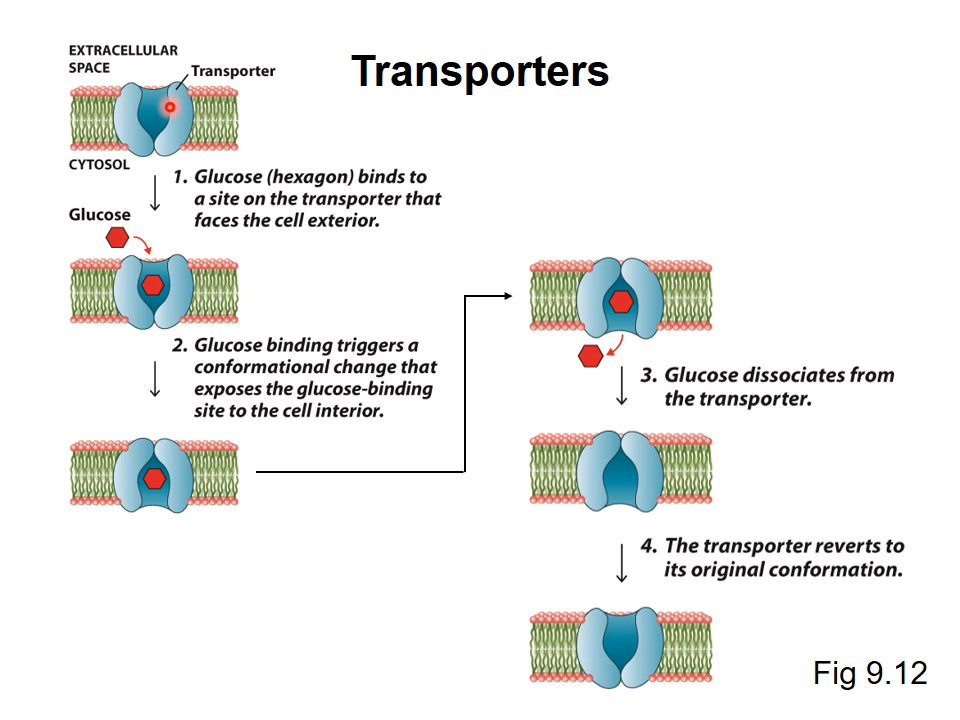 Transporters
EXTRACELLULAR
SPACE
Transporter
CYTOSOL
1. Glucose (hexagon) binds to
a site on the transporter that
faces the cell exterior.
Glucose
2. Glucose binding triggers a
conformational change that
exposes the glucose-binding
site to the cell interior.
3. Glucose dissociates from
the transporter.
4. The transporter reverts to
its original conformation.
Fig 9.12